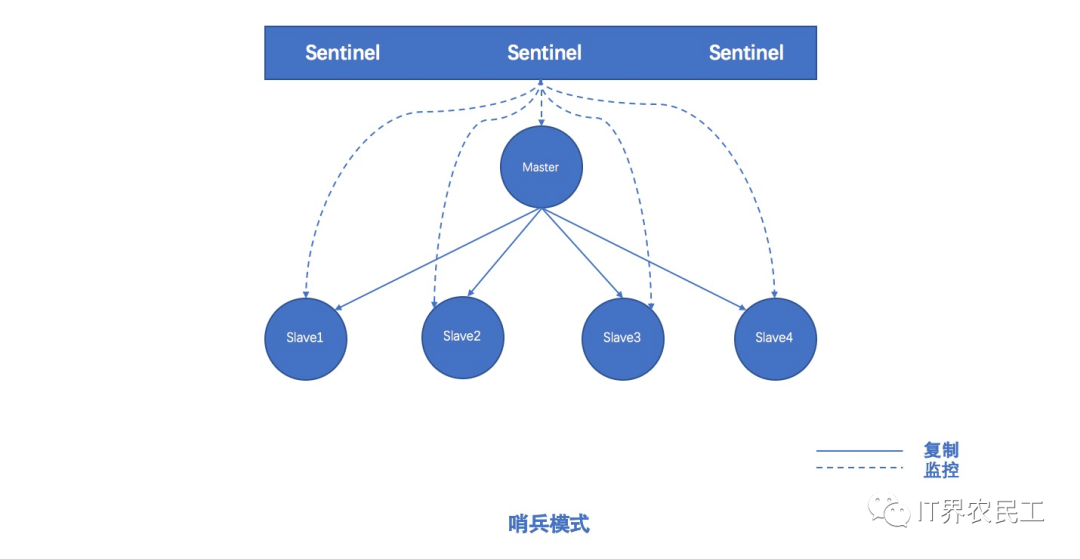 Sentinel Sentinel Sentinel
Master
Slave1 Slave2 Slave3 Slave4
复制
监控
IT界农民工
哨兵模式